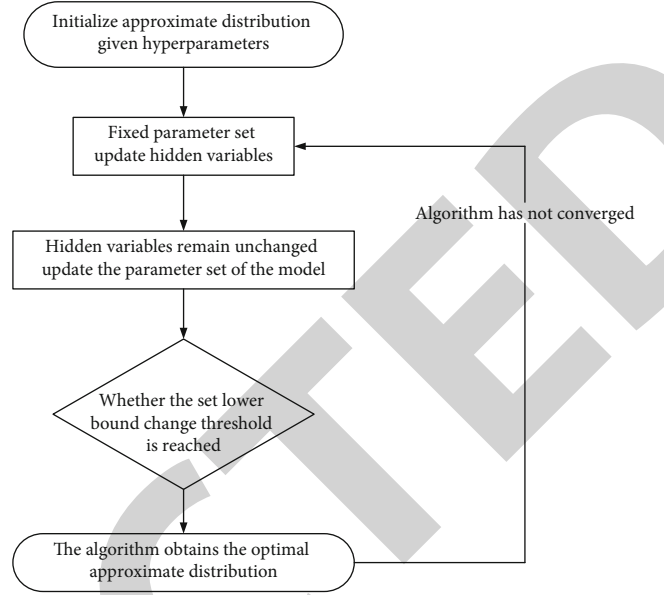 Initialize approximate distribution
given hyperparameters
Fixed parameter set
update hidden variables
Algorithm has not converged
Hidden variables remain unchanged
update the parameter set of the model
Whether the set lower
bound change threshold
is reached
The algorithm obtains the optimal
approximate distribution
CTED